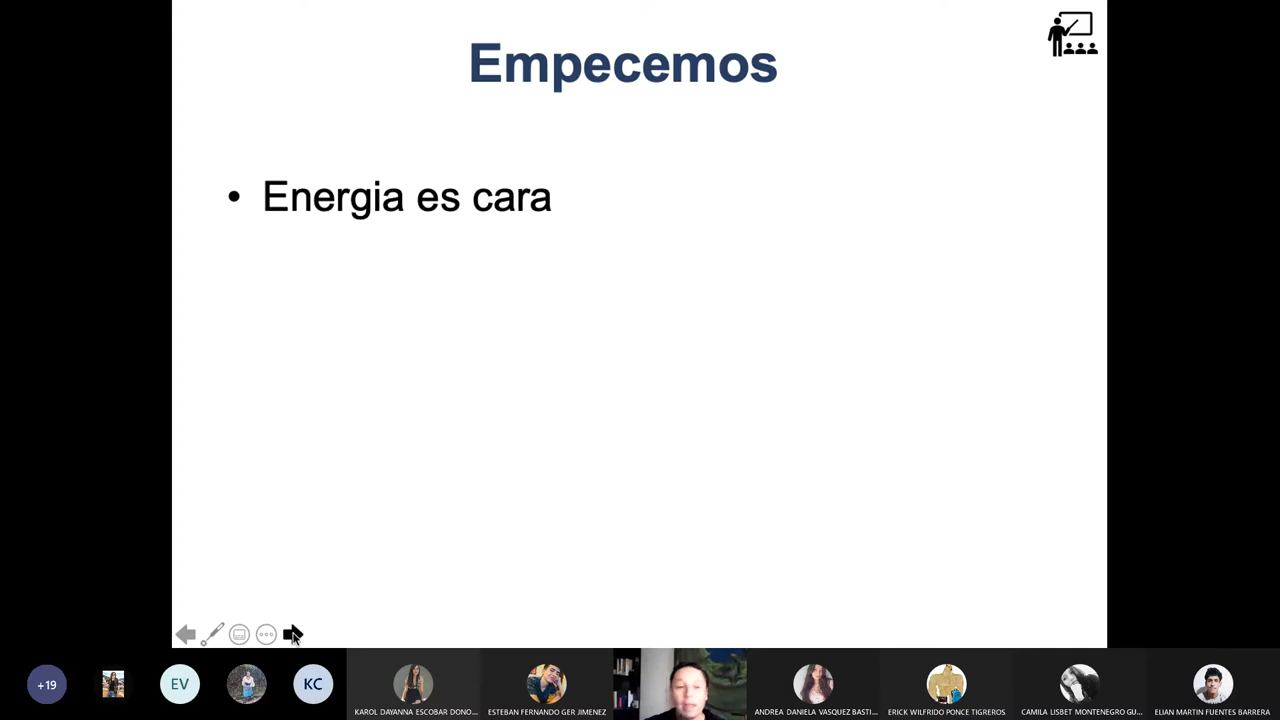 Empecemos
• Energia es cara
+19
EV
KC
KAROL DAYANNA ESCOBAR DONO...
ESTEBAN FERNANDO GER JIMENEZ
ANDREA DANIELA VASQUEZ BASTI...
ERICK WILFRIDO PONCE TIGREROS
CAMILA LISBET MONTENEGRO GU...
ELIAN MARTIN FUENTES BARRERA